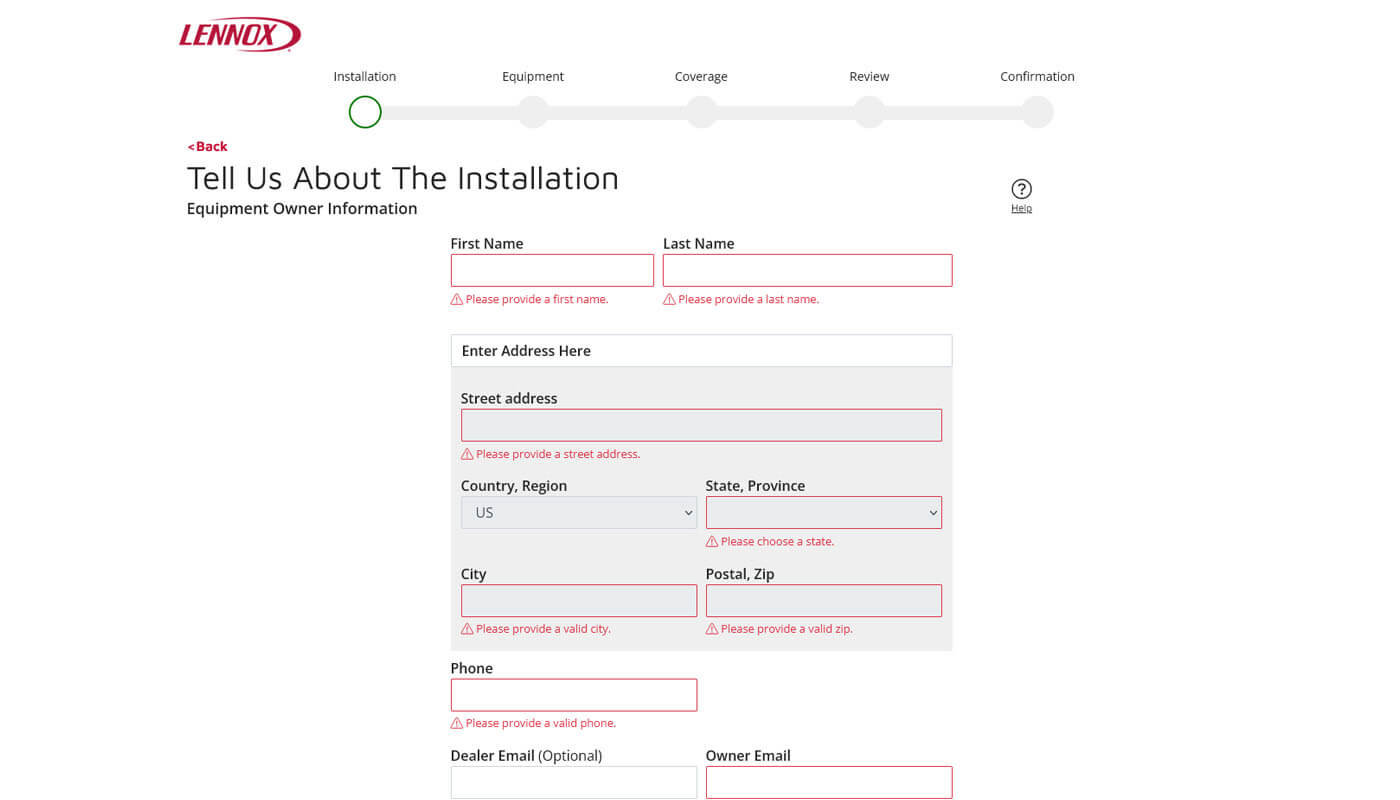 LENNOX
Installation Equipment Coverage Review Confirmation
<Back
Tell Us About The Installation
Equipment Owner Information
Help
First Name Last Name
Please provide a first name. Please provide a last name.
Enter Address Here
Street address
Please provide a street address.
Country, Region State, Province
US
Please choose a state.
City Postal, Zip
Please provide a valid city. Please provide a valid zip.
Phone
Please provide a valid phone.
Dealer Email (Optional) Owner Email